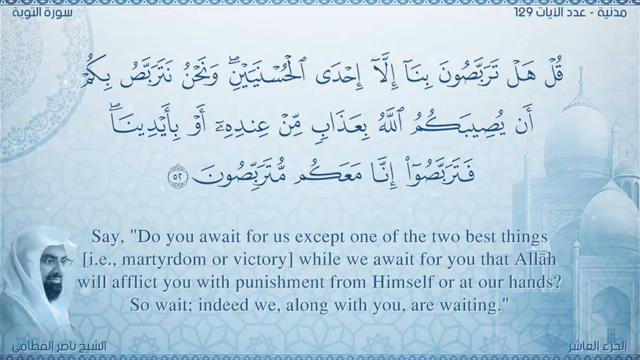 مدنية - عدد الآيات 129
سورة التوبة
قُلْ هَلْ تَرَبَّصُونَ بِنَآ إِلَّآ إِحْدَى ٱلْحُسْنَيَيْنِ ۖ وَنَحْنُ نَتَرَبَّصُ بِكُمْ
أَن يُصِيبَكُمُ ٱللَّهُ بِعَذَابٍ مِّنْ عِندِهِۦٓ أَوْ بِأَيْدِينَا ۖ
فَتَرَبَّصُوٓا۟ إِنَّا مَعَكُم مُّتَرَبِّصُونَ ٥٢
Say, "Do you await for us except one of the two best things
[i.e., martyrdom or victory] while we await for you that Allāh
will afflict you with punishment from Himself or at our hands?
So wait; indeed we, along with you, are waiting."
الجزء العاشر
الشيخ ناصر القطامي